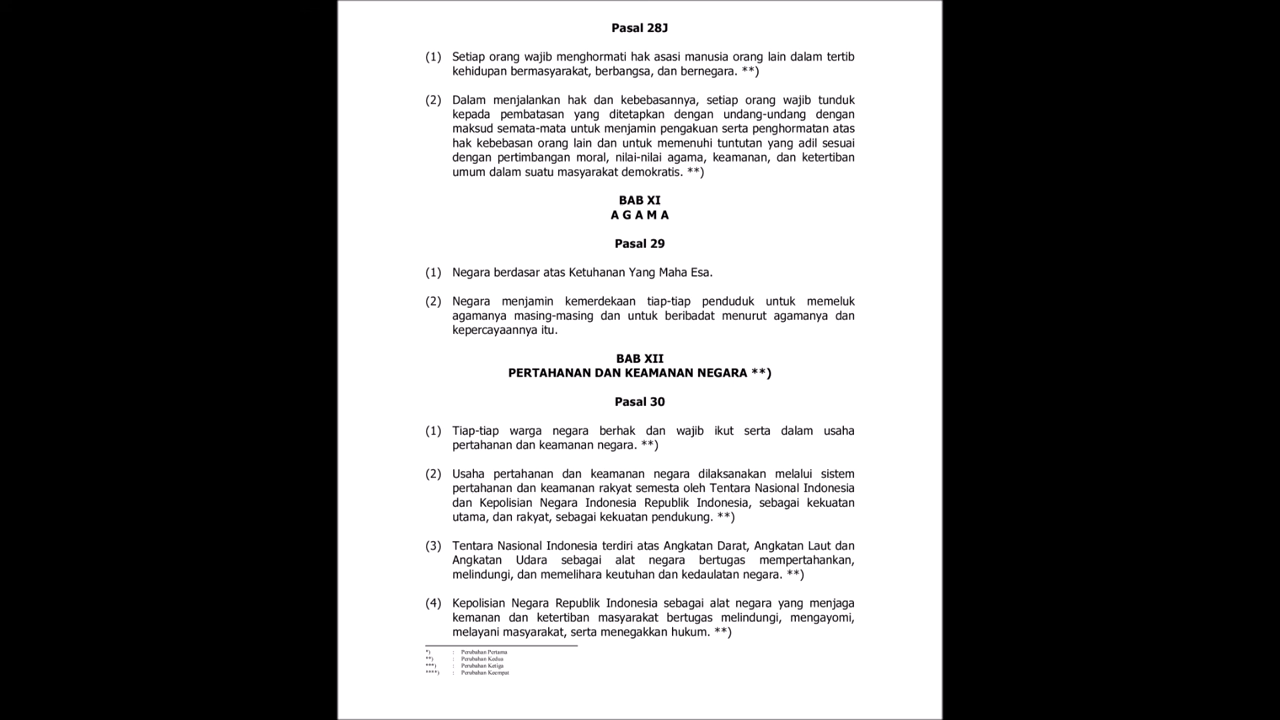 Pasal 28J
(1) Setiap orang wajib menghormati hak asasi manusia orang lain dalam tertib
kehidupan bermasyarakat, berbangsa, dan bernegara. **)
(2) Dalam menjalankan hak dan kebebasannya, setiap orang wajib tunduk
kepada pembatasan yang ditetapkan dengan undang-undang dengan
maksud semata-mata untuk menjamin pengakuan serta penghormatan atas
hak kebebasan orang lain dan untuk memenuhi tuntutan yang adil sesuai
dengan pertimbangan moral, nilai-nilai agama, keamanan, dan ketertiban
umum dalam suatu masyarakat demokratis. **)
BAB XI
A G A M A
Pasal 29
(1) Negara berdasar atas Ketuhanan Yang Maha Esa.
(2) Negara menjamin kemerdekaan tiap-tiap penduduk untuk memeluk
agamanya masing-masing dan untuk beribadat menurut agamanya dan
kepercayaannya itu.
BAB XII
PERTAHANAN DAN KEAMANAN NEGARA **)
Pasal 30
(1) Tiap-tiap warga negara berhak dan wajib ikut serta dalam usaha
pertahanan dan keamanan negara. **)
(2) Usaha pertahanan dan keamanan negara dilaksanakan melalui sistem
pertahanan dan keamanan rakyat semesta oleh Tentara Nasional Indonesia
dan Kepolisian Negara Indonesia Republik Indonesia, sebagai kekuatan
utama, dan rakyat, sebagai kekuatan pendukung. **)
(3) Tentara Nasional Indonesia terdiri atas Angkatan Darat, Angkatan Laut dan
Angkatan Udara sebagai alat negara bertugas mempertahankan,
melindungi, dan memelihara keutuhan dan kedaulatan negara. **)
(4) Kepolisian Negara Republik Indonesia sebagai alat negara yang menjaga
kemanan dan ketertiban masyarakat bertugas melindungi, mengayomi,
melayani masyarakat, serta menegakkan hukum. **)
*) : Perubahan Pertama
**) : Perubahan Kedua
***) : Perubahan Ketiga
****) : Perubahan Keempat